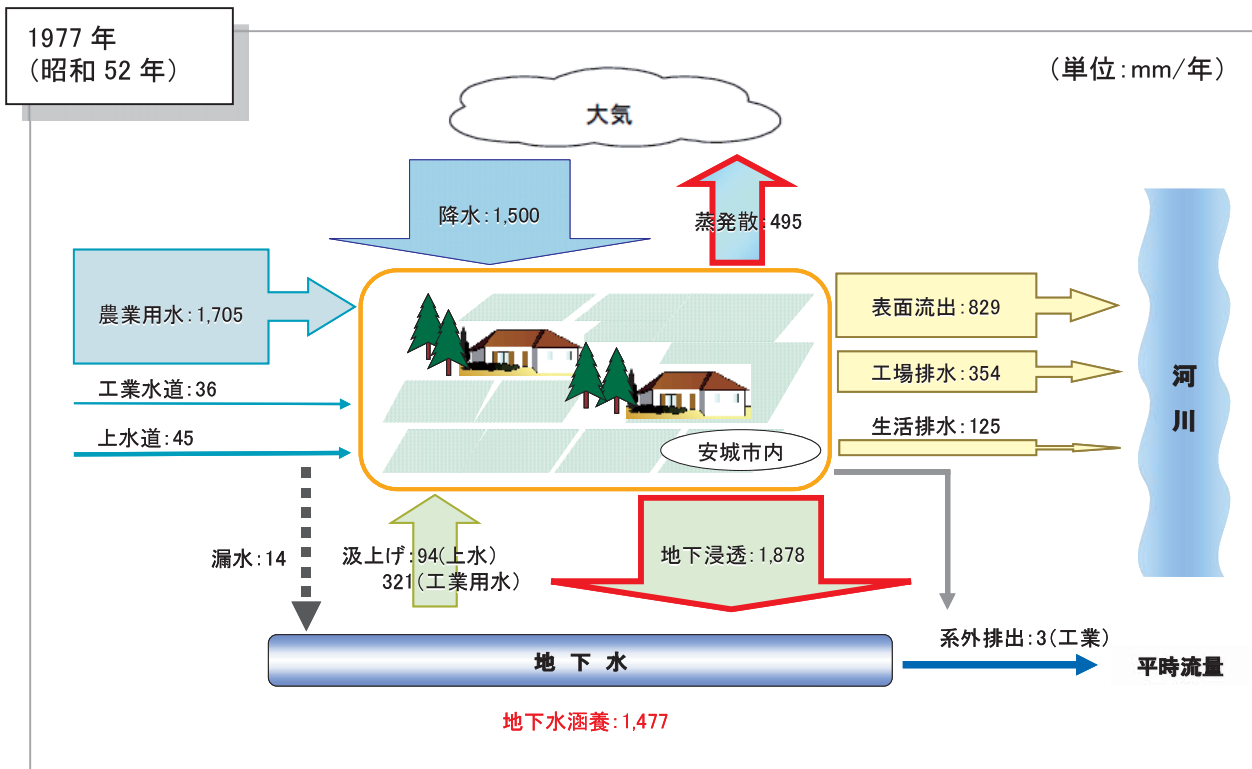 1977 年
（昭和 52 年）
（単位：mm/年）
大気
降水：1,500
蒸発散：495
農業用水：1,705
工業水道：36
上水道：45
表面流出：829
工場排水：354
生活排水：125
河川
安城市内
漏水：14
汲上げ：94(上水)
321(工業用水)
地下浸透：1,878
系外排出：3(工業)
地下水
平時流量
地下水涵養：1,477